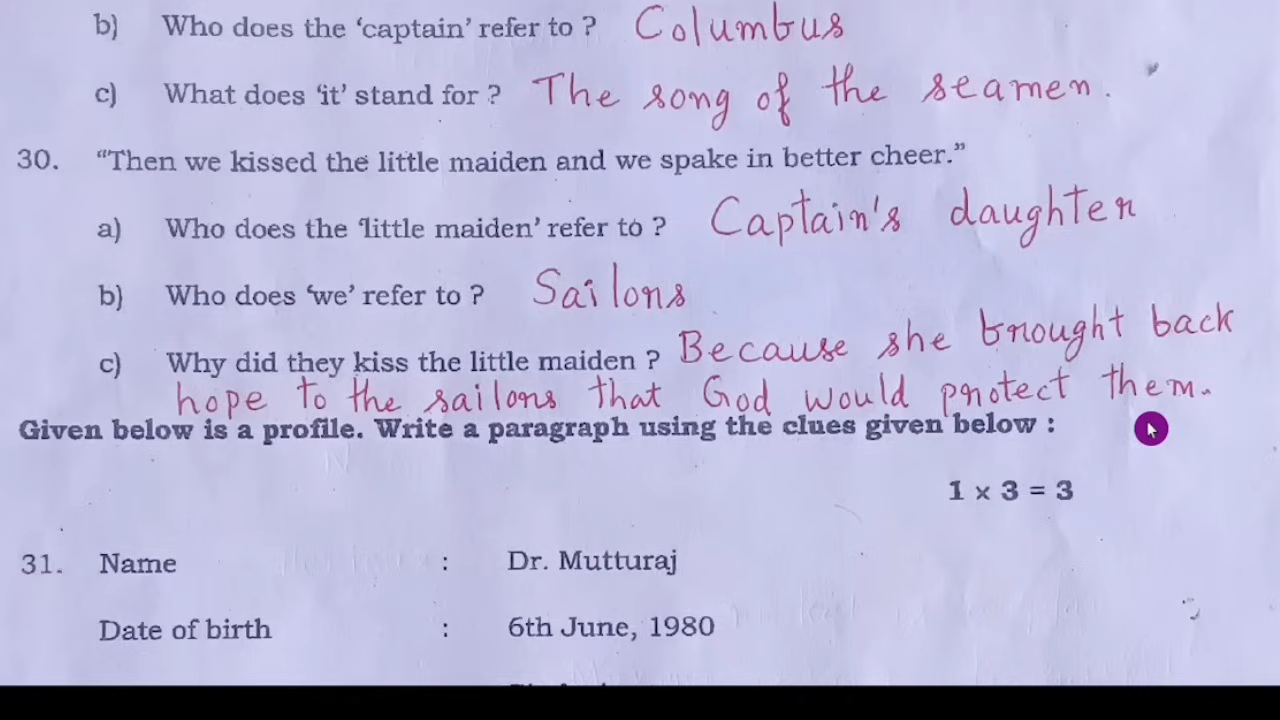 b) Who does the 'captain' refer to ? Columbus
c) What does 'it' stand for ? The song of the seamen.
30. "Then we kissed the little maiden and we spake in better cheer."
a) Who does the 'little maiden' refer to ? Captain's daughter
b) Who does 'we' refer to ? Sailors
c) Why did they kiss the little maiden ? Because she brought back
hope to the sailors that God would protect them.
Given below is a profile. Write a paragraph using the clues given below :
1 × 3 = 3
31. Name : Dr. Mutturaj
Date of birth : 6th June, 1980